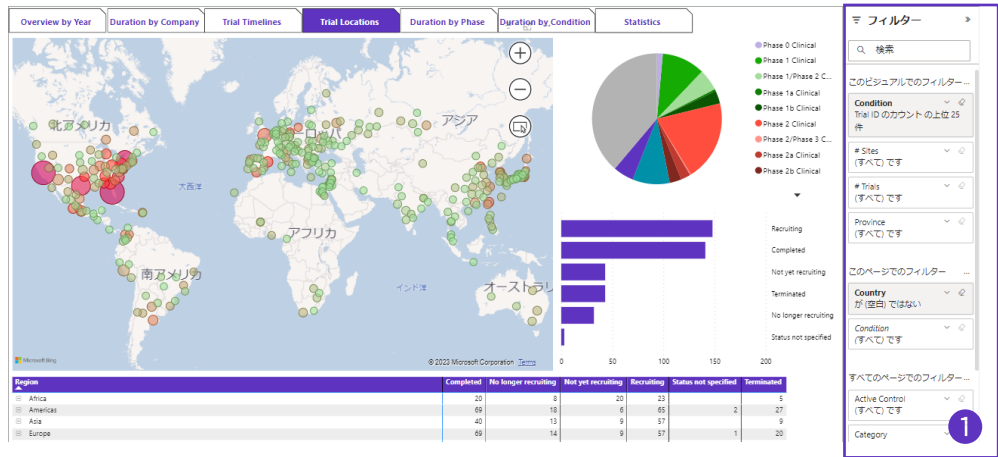 Overview by Year
Duration by Company
Trial Timelines
Trial Locations
Duration by Phase
Duration by_Condition
Statistics
北アメリカ
ヨーロッパ
アジア
大西洋
アフリカ
南アメリカ
インド洋
オーストラリ
Microsoft Bing
© 2023 Microsoft Corporation Terms
Phase 0 Clinical
Phase 1 Clinical
Phase 1/Phase 2 C...
Phase 1a Clinical
Phase 1b Clinical
Phase 2 Clinical
Phase 2/Phase 3 C...
Phase 2a Clinical
Phase 2b Clinical
Recruiting
Completed
Not yet recruiting
Terminated
No longer recruiting
Status not specified
0 50 100 150 200
Region Completed No longer recruiting Not yet recruiting Recruiting Status not specified Terminated
Africa 20 8 20 23 5
Americas 69 18 6 65 2 27
Asia 40 13 9 57 9
Europe 69 14 9 57 1 20
フィルター
検索
このビジュアルでのフィルター...
Condition
Trial ID のカウント の上位 25
件
# Sites
(すべて) です
# Trials
(すべて) です
Province
(すべて) です
このページでのフィルター ...
Country
が (空白) ではない
Condition
(すべて) です
すべてのページでのフィルター...
Active Control
(すべて) です
Category
1